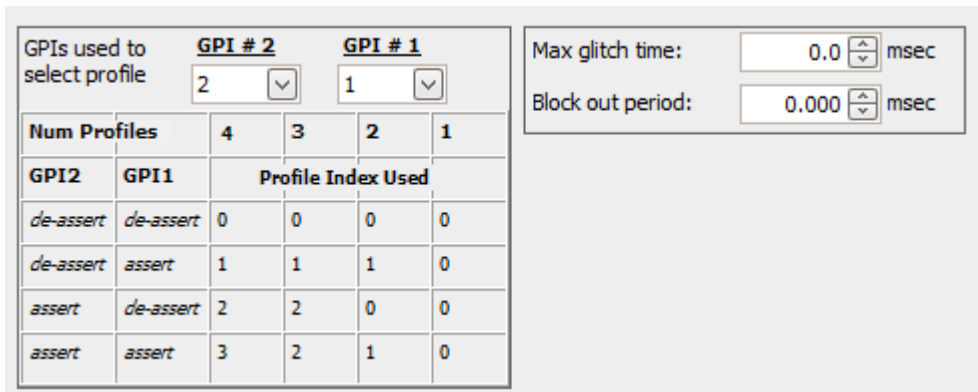 GPIs used to select profile
GPI # 2 GPI # 1
2 1
Num Profiles 4 3 2 1
GPI2 GPI1 Profile Index Used
de-assert de-assert 0 0 0 0
de-assert assert 1 1 1 0
assert de-assert 2 2 0 0
assert assert 3 2 1 0
Max glitch time: 0.0 msec
Block out period: 0.000 msec